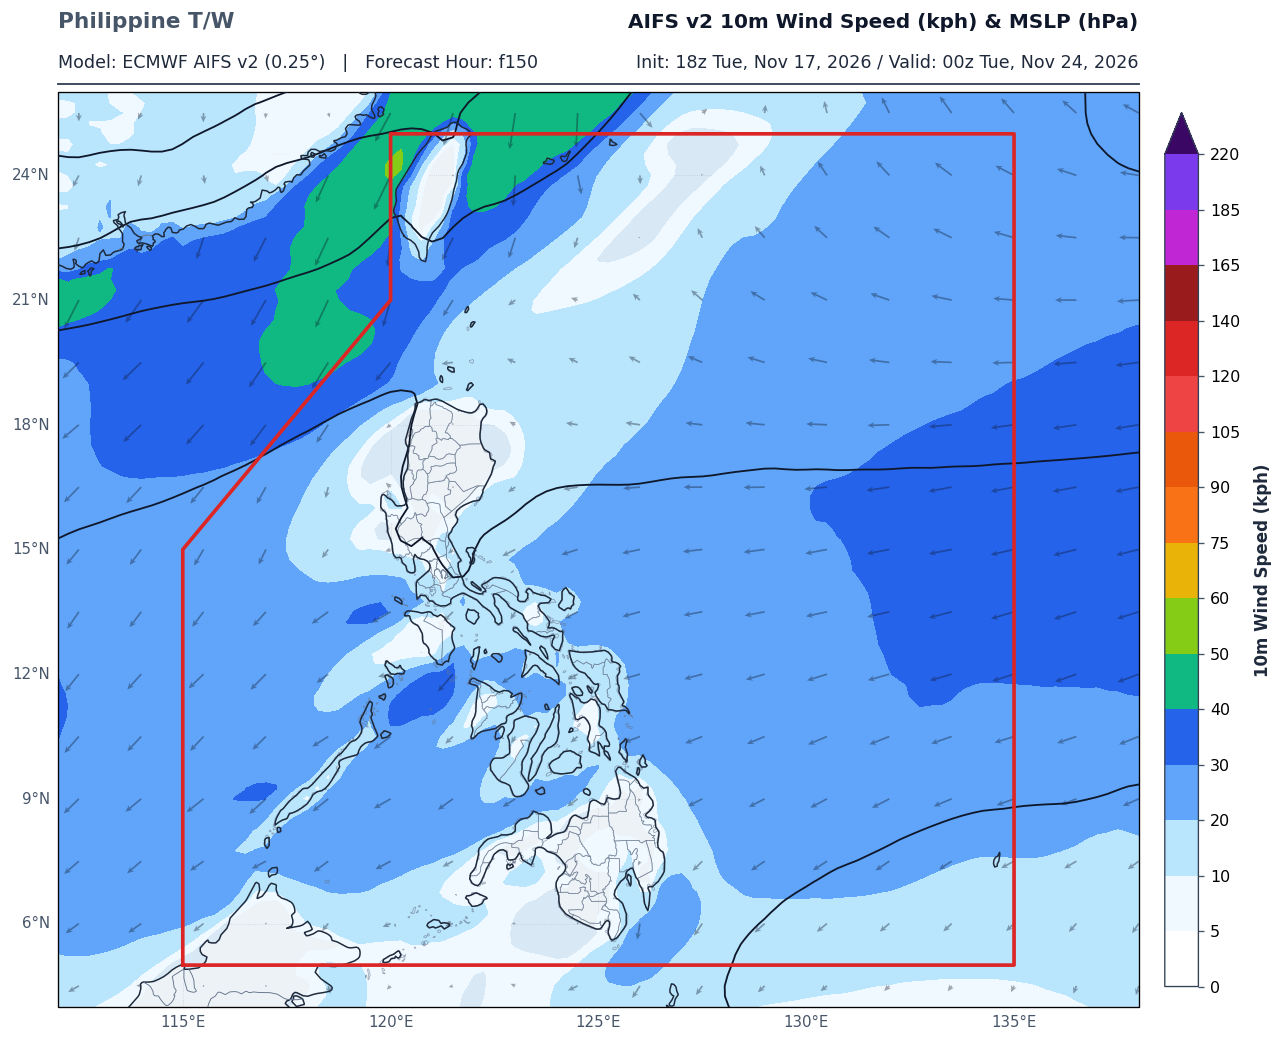 Philippine T/W
AIFS v2 10m Wind Speed (kph) & MSLP (hPa)
Model: ECMWF AIFS v2 (0.25°) | Forecast Hour: f150
Init: 18z Tue, Nov 17, 2026 / Valid: 00z Tue, Nov 24, 2026
24°N
21°N
18°N
15°N
12°N
9°N
6°N
115°E
120°E
125°E
130°E
135°E
220
185
165
140
120
105
90
75
60
50
40
30
20
10
5
0
10m Wind Speed (kph)